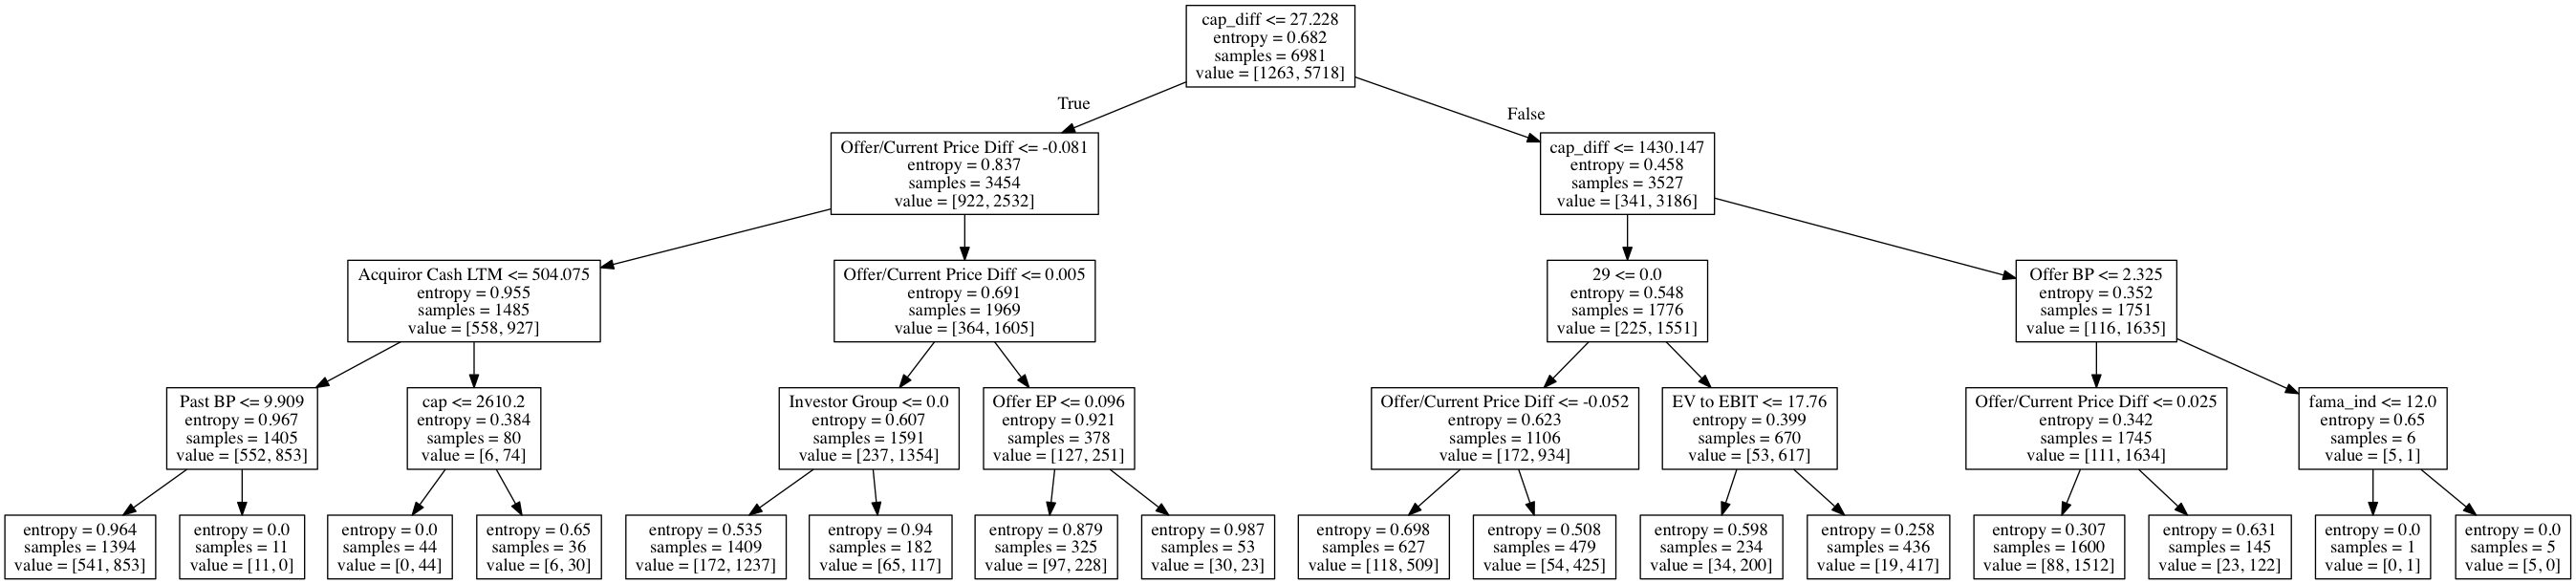 cap_diff <= 27.228
entropy = 0.682
samples = 6981
value = [1263, 5718]
True
False
Offer/Current Price Diff <= -0.081
entropy = 0.837
samples = 3454
value = [922, 2532]
cap_diff <= 1430.147
entropy = 0.458
samples = 3527
value = [341, 3186]
Acquiror Cash LTM <= 504.075
entropy = 0.955
samples = 1485
value = [558, 927]
Offer/Current Price Diff <= 0.005
entropy = 0.691
samples = 1969
value = [364, 1605]
29 <= 0.0
entropy = 0.548
samples = 1776
value = [225, 1551]
Offer BP <= 2.325
entropy = 0.352
samples = 1751
value = [116, 1635]
Past BP <= 9.909
entropy = 0.967
samples = 1405
value = [552, 853]
cap <= 2610.2
entropy = 0.384
samples = 80
value = [6, 74]
Investor Group <= 0.0
entropy = 0.607
samples = 1591
value = [237, 1354]
Offer EP <= 0.096
entropy = 0.921
samples = 378
value = [127, 251]
Offer/Current Price Diff <= -0.052
entropy = 0.623
samples = 1106
value = [172, 934]
EV to EBIT <= 17.76
entropy = 0.399
samples = 670
value = [53, 617]
Offer/Current Price Diff <= 0.025
entropy = 0.342
samples = 1745
value = [111, 1634]
fama_ind <= 12.0
entropy = 0.65
samples = 6
value = [5, 1]
entropy = 0.964
samples = 1394
value = [541, 853]
entropy = 0.0
samples = 11
value = [11, 0]
entropy = 0.0
samples = 44
value = [0, 44]
entropy = 0.65
samples = 36
value = [6, 30]
entropy = 0.535
samples = 1409
value = [172, 1237]
entropy = 0.94
samples = 182
value = [65, 117]
entropy = 0.879
samples = 325
value = [97, 228]
entropy = 0.987
samples = 53
value = [30, 23]
entropy = 0.698
samples = 627
value = [118, 509]
entropy = 0.508
samples = 479
value = [54, 425]
entropy = 0.598
samples = 234
value = [34, 200]
entropy = 0.258
samples = 436
value = [19, 417]
entropy = 0.307
samples = 1600
value = [88, 1512]
entropy = 0.631
samples = 145
value = [23, 122]
entropy = 0.0
samples = 1
value = [0, 1]
entropy = 0.0
samples = 5
value = [5, 0]